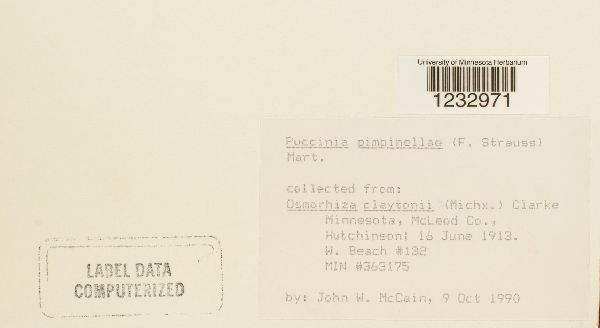 University of Minnesota Herbarium
1232971
Puccinia pimpinellae (F. Strauss)
Mart.
collected from:
Osmorhiza claytonii (Michx.) Clarke
Minnesota, McLeod Co.,
Hutchinson; 16 June 1913.
W. Beach #132
MIN #363175
by: John W. McCain, 9 Oct 1990
LABEL DATA
COMPUTERIZED